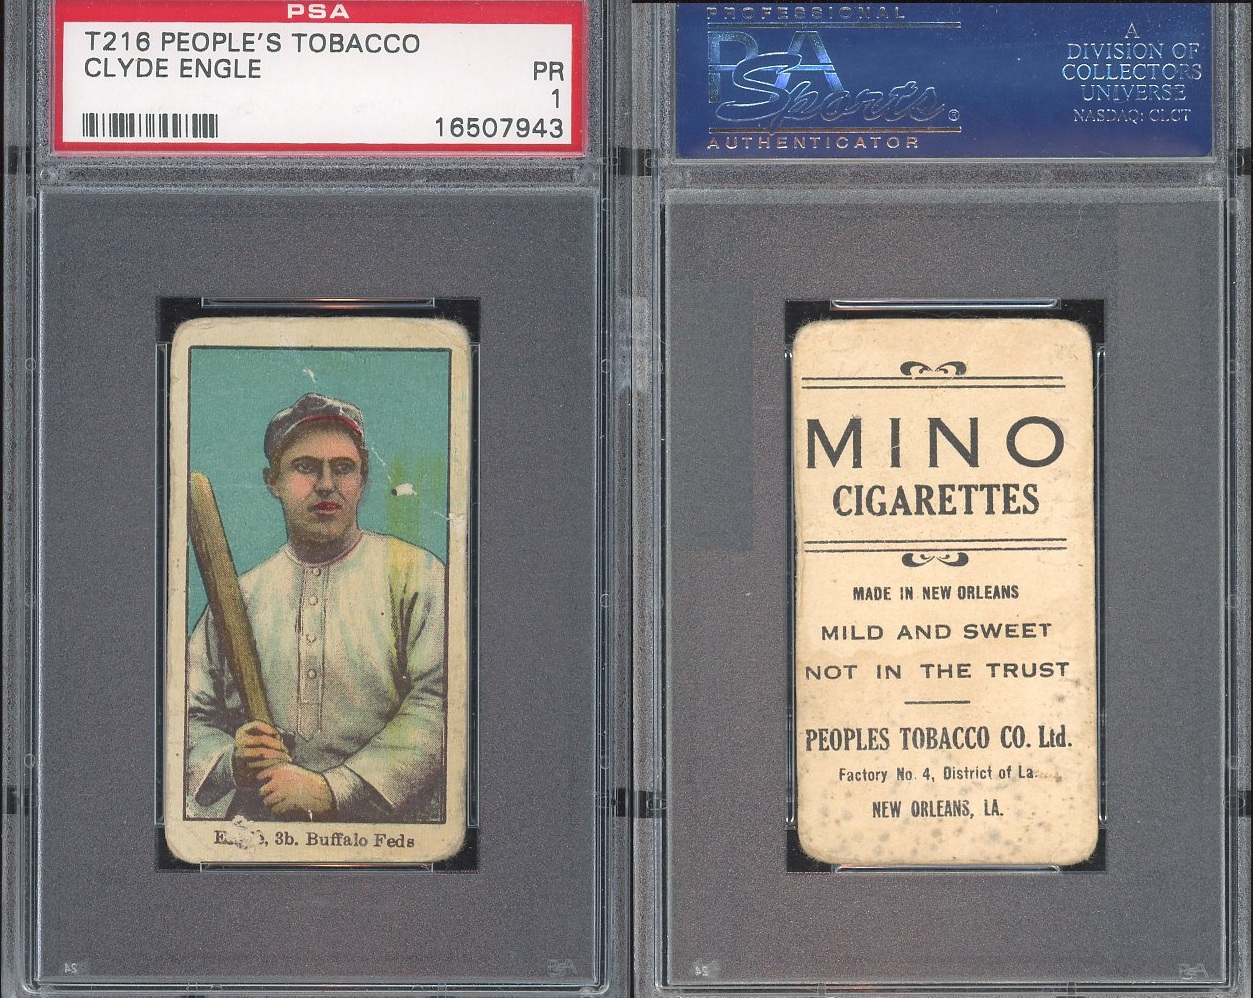 PSA
T216 PEOPLE'S TOBACCO
CLYDE ENGLE
PR
1
16507943
, 3b. Buffalo Feds
PROFESSIONAL
PSA
Sports®
AUTHENTICATOR
A
DIVISION OF
COLLECTORS
UNIVERSE
NASDAQ: CLCT
MINO
CIGARETTES
MADE IN NEW ORLEANS
MILD AND SWEET
NOT IN THE TRUST
PEOPLES TOBACCO CO. Ltd.
Factory No. 4, District of La.
NEW ORLEANS, LA.